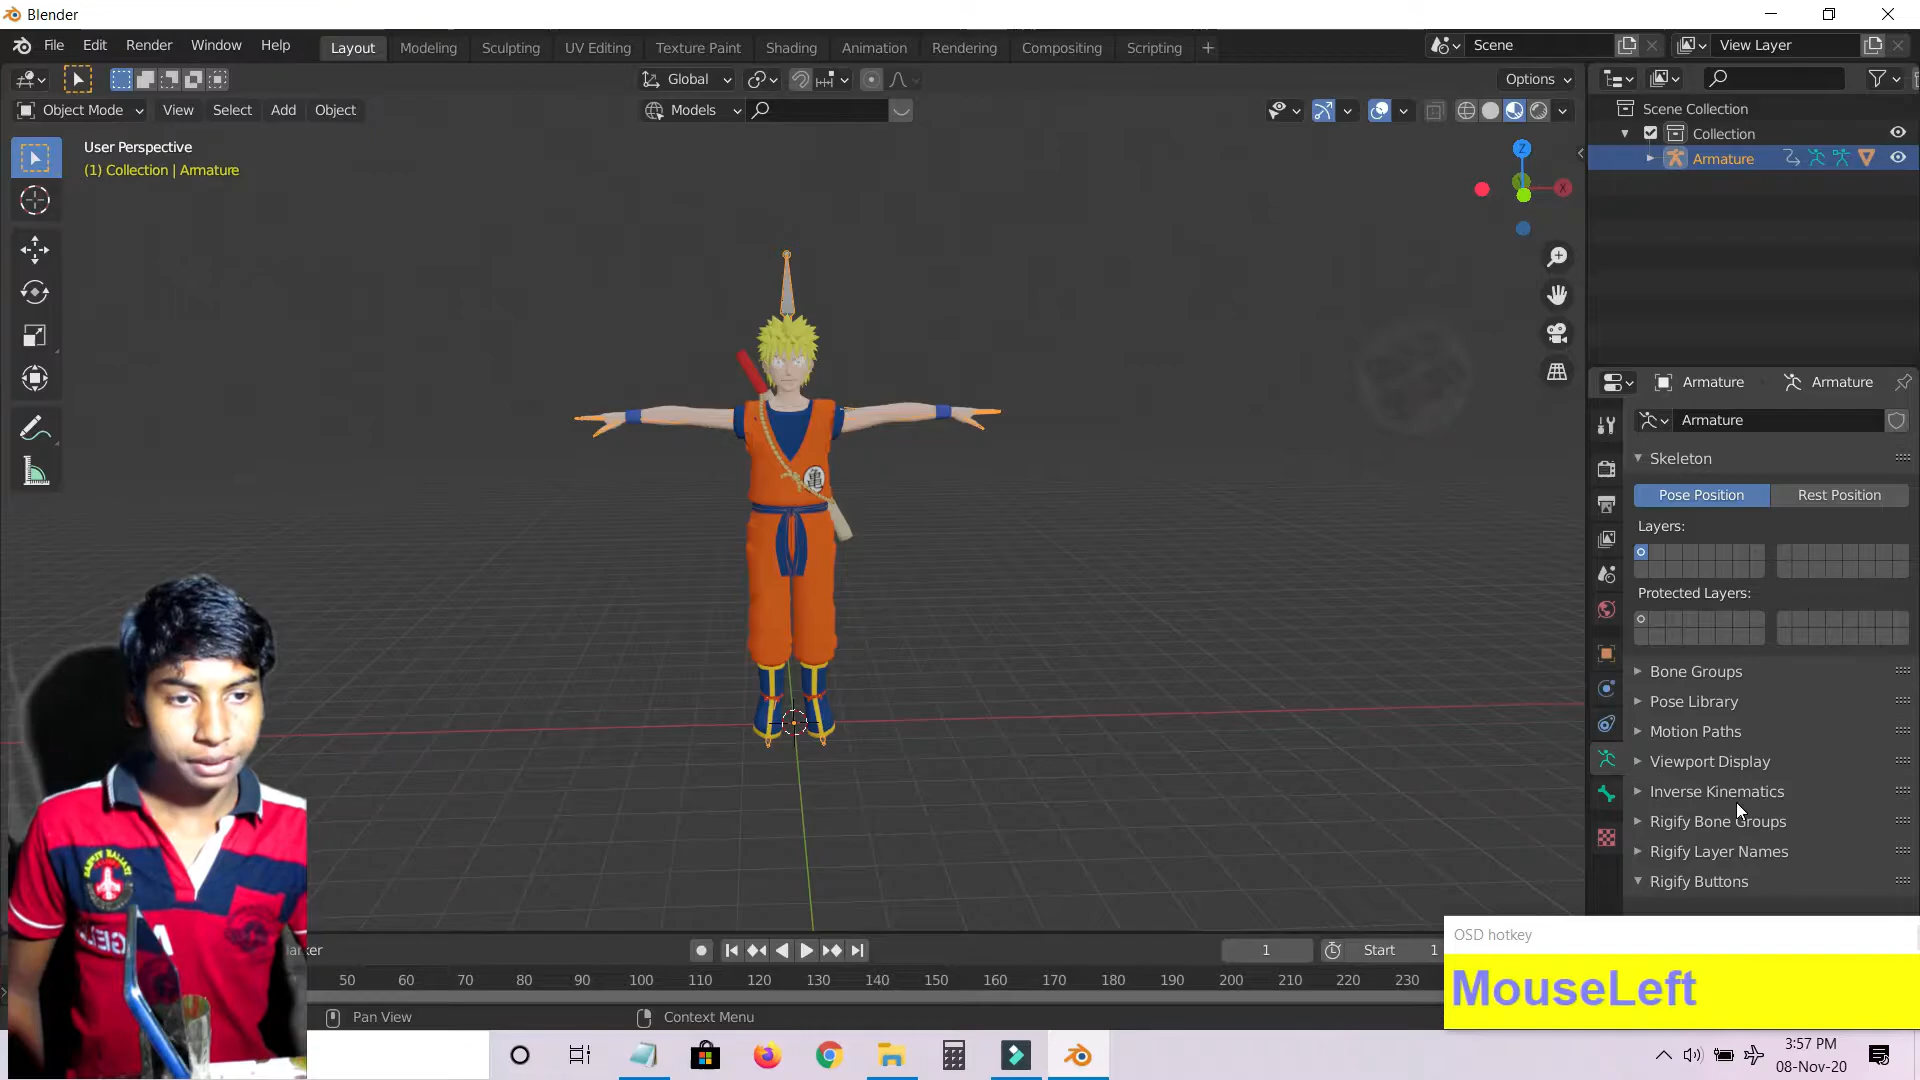 Blender
File Edit Render Window Help Layout Modeling Sculpting UV Editing Texture Paint Shading Animation Rendering Compositing Scripting + Scene View Layer
Global Options
Object Mode View Select Add Object Models
User Perspective
(1) Collection | Armature
Z
X
Scene Collection
Collection
Armature
Armature Armature
Armature
Skeleton
Pose Position Rest Position
Layers:
Protected Layers:
Bone Groups
Pose Library
Motion Paths
Viewport Display
Inverse Kinematics
Rigify Bone Groups
Rigify Layer Names
Rigify Buttons
亀
OSD hotkey
MouseLeft
1 Start 1
50 60 70 80 90 100 110 120 130 140 150 160 170 180 190 200 210 220 230
Pan View Context Menu
3:57 PM
08-Nov-20